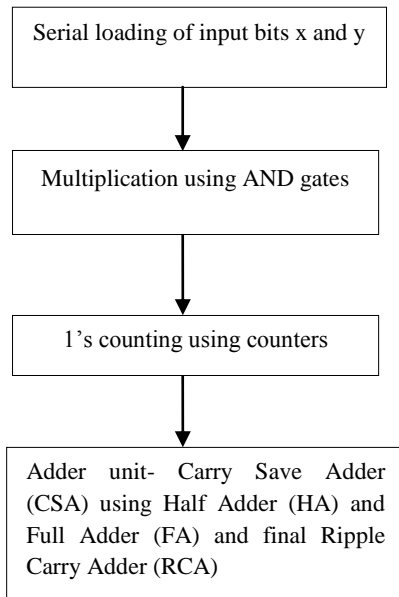 Serial loading of input bits x and y
Multiplication using AND gates
1’s counting using counters
Adder unit- Carry Save Adder
(CSA) using Half Adder (HA) and
Full Adder (FA) and final Ripple
Carry Adder (RCA)